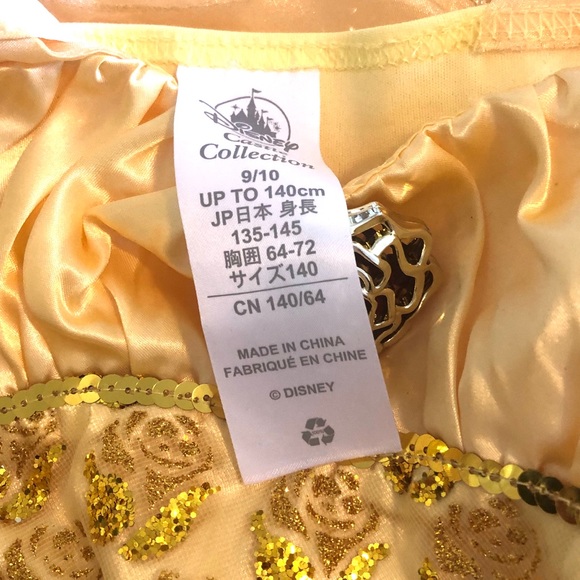 Disney
Castle
Collection
9/10
UP TO 140cm
JP日本 身長
135-145
胸囲 64-72
サイズ140
CN 140/64
MADE IN CHINA
FABRIQUÉ EN CHINE
© DISNEY